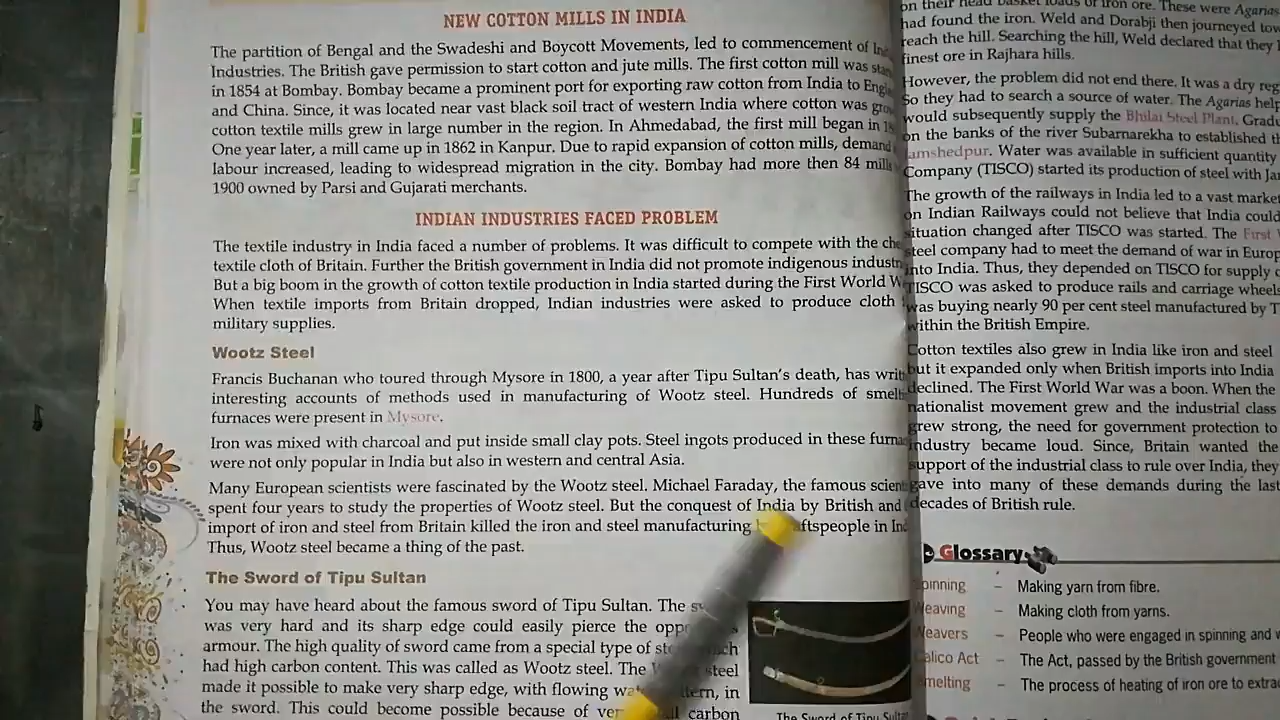 NEW COTTON MILLS IN INDIA
The partition of Bengal and the Swadeshi and Boycott Movements, led to commencement of
Industries. The British gave permission to start cotton and jute mills. The first cotton mill was
in 1854 at Bombay. Bombay became a prominent port for exporting raw cotton from India to
and China. Since, it was located near vast black soil tract of western India where cotton was
cotton textile mills grew in large number in the region. In Ahmedabad, the first mill began in
One year later, a mill came up in 1862 in Kanpur. Due to rapid expansion of cotton mills, demand
labour increased, leading to widespread migration in the city. Bombay had more then 84 mills
1900 owned by Parsi and Gujarati merchants.
INDIAN INDUSTRIES FACED PROBLEM
The textile industry in India faced a number of problems. It was difficult to compete with the
textile cloth of Britain. Further the British government in India did not promote indigenous
But a big boom in the growth of cotton textile production in India started during the First World
When textile imports from Britain dropped, Indian industries were asked to produce cloth
military supplies.
Wootz Steel
Francis Buchanan who toured through Mysore in 1800, a year after Tipu Sultan's death, has
interesting accounts of methods used in manufacturing of Wootz steel. Hundreds of
furnaces were present in Mysore.
Iron was mixed with charcoal and put inside small clay pots. Steel ingots produced in these
were not only popular in India but also in western and central Asia.
Many European scientists were fascinated by the Wootz steel. Michael Faraday, the famous
spent four years to study the properties of Wootz steel. But the conquest of India by British and
import of iron and steel from Britain killed the iron and steel manufacturing in
Thus, Wootz steel became a thing of the past.
The Sword of Tipu Sultan
You may have heard about the famous sword of Tipu Sultan. The
was very hard and its sharp edge could easily pierce the
armour. The high quality of sword came from a special type of
had high carbon content. This was called as Wootz steel. The steel
made it possible to make very sharp edge, with flowing in
the sword. This could become possible because of carbon
The Sword of Tipu
on their head basket loads of iron ore. These were Agarias
had found the iron. Weld and Dorabji then journeyed
reach the hill. Searching the hill, Weld declared that they
finest ore in Rajhara hills.
However, the problem did not end there. It was a dry
So they had to search a source of water. The Agarias
would subsequently supply the Bhilai Steel Plant.
on the banks of the river Subarnarekha to established
Jamshedpur. Water was available in sufficient quantity
Company (TISCO) started its production of steel with
The growth of the railways in India led to a vast market
on Indian Railways could not believe that India could
situation changed after TISCO was started. The First
steel company had to meet the demand of war in
into India. Thus, they depended on TISCO for supply
TISCO was asked to produce rails and carriage wheels
was buying nearly 90 per cent steel manufactured by
within the British Empire.
Cotton textiles also grew in India like iron and steel
but it expanded only when British imports into India
declined. The First World War was a boon. When the
nationalist movement grew and the industrial class
grew strong, the need for government protection to
industry became loud. Since, Britain wanted the
support of the industrial class to rule over India, they
gave into many of these demands during the last
decades of British rule.
Glossary
Spinning – Making yarn from fibre.
Weaving – Making cloth from yarns.
Weavers – People who were engaged in spinning and
Calico Act – The Act, passed by the British government
Smelting – The process of heating of iron ore to